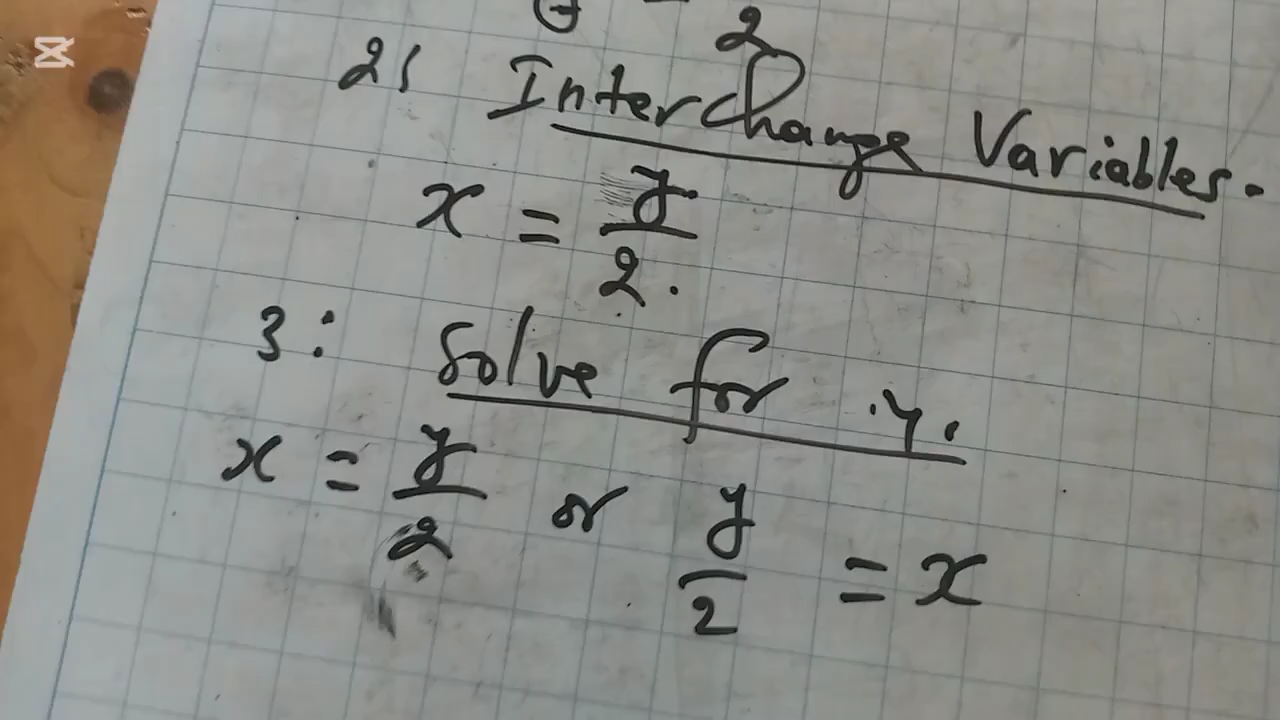 2
2) Interchange Variables.
x = y/2.
3: Solve for y.
x = y/2 or y/2 = x